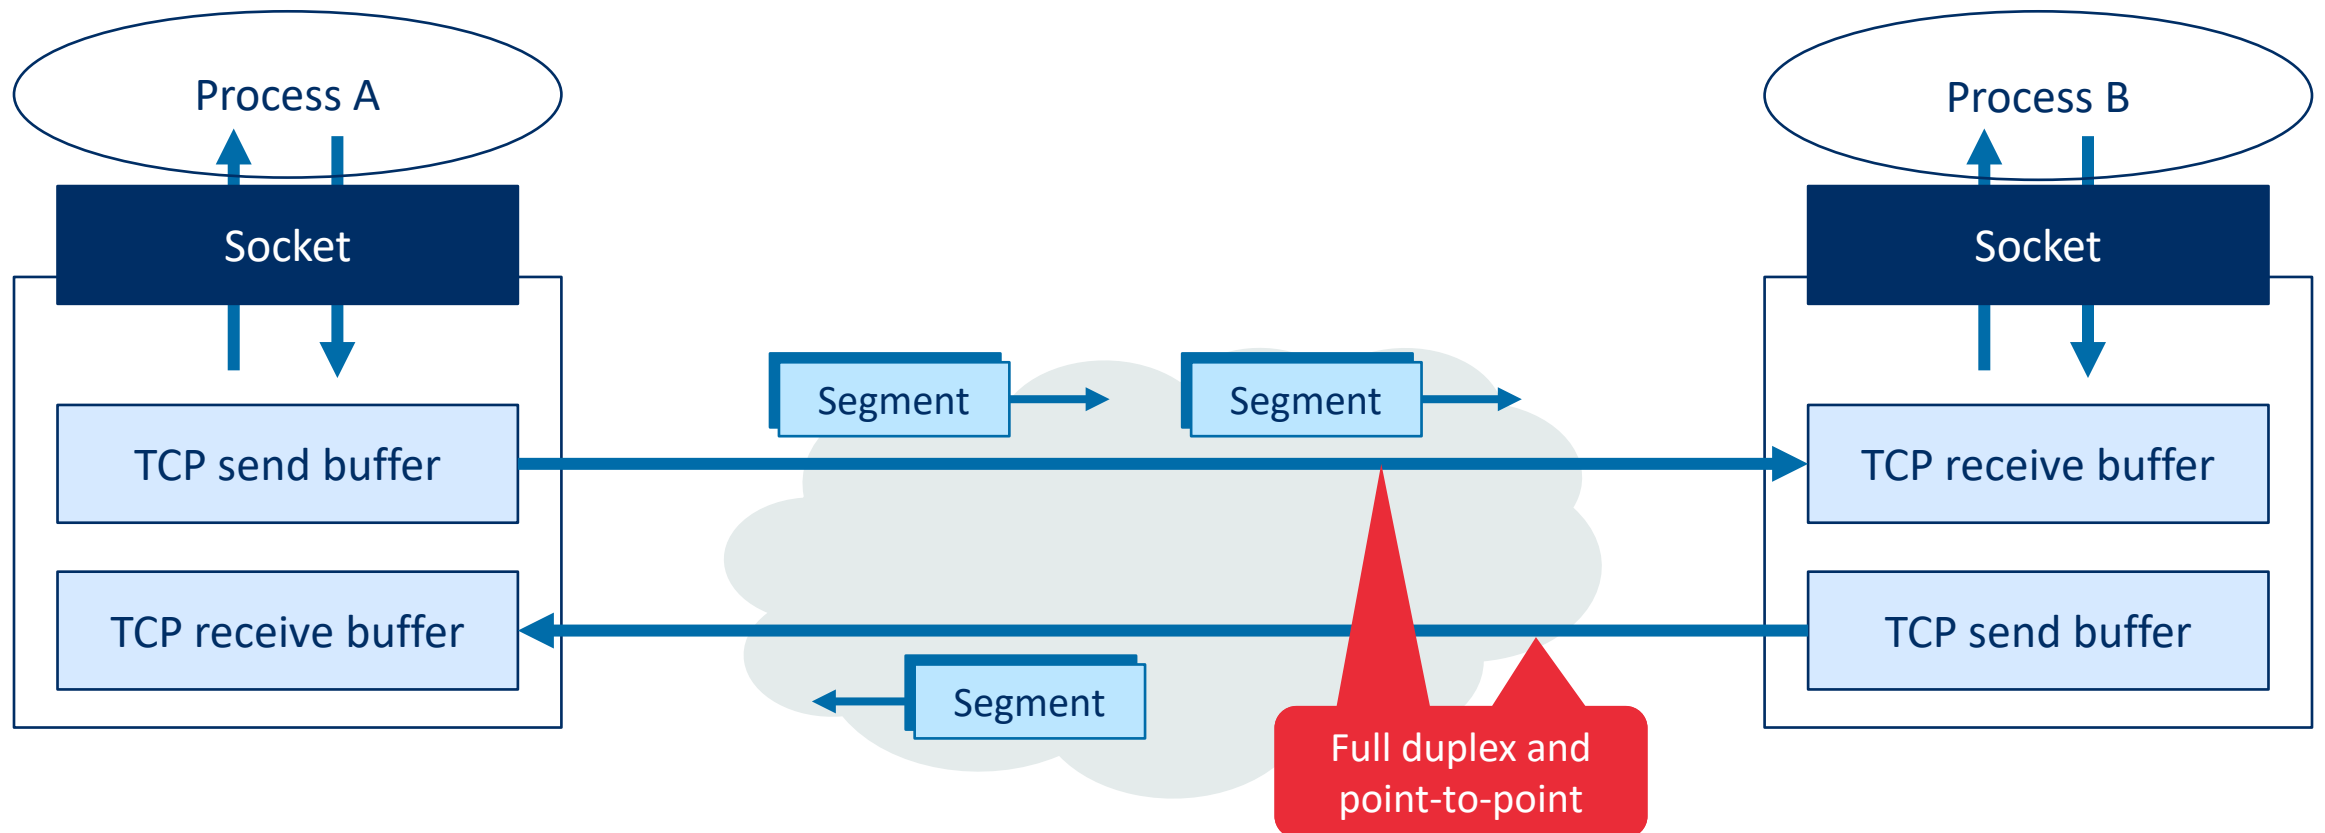 Process A
Process B
Socket
Socket
Segment
Segment
TCP send buffer
TCP receive buffer
TCP receive buffer
TCP send buffer
Segment
Full duplex and
point-to-point